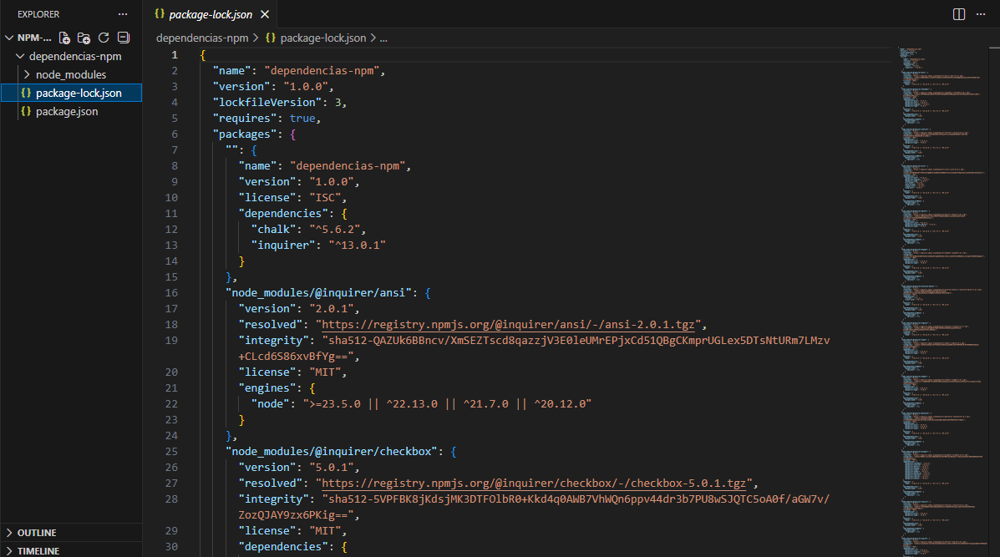 EXPLORER
NPM-...
dependencias-npm
node_modules
{} package-lock.json
{} package.json
OUTLINE
TIMELINE
{} package-lock.json
dependencias-npm > {} package-lock.json > ...
1 {
2 "name": "dependencias-npm",
3 "version": "1.0.0",
4 "lockfileVersion": 3,
5 "requires": true,
6 "packages": {
7 "": {
8 "name": "dependencias-npm",
9 "version": "1.0.0",
10 "license": "ISC",
11 "dependencies": {
12 "chalk": "^5.6.2",
13 "inquirer": "^13.0.1"
14 }
15 },
16 "node_modules/@inquirer/ansi": {
17 "version": "2.0.1",
18 "resolved": "https://registry.npmjs.org/@inquirer/ansi/-/ansi-2.0.1.tgz",
19 "integrity": "sha512-QAZUk6BBncv/XmSEZTscd8qazzjV3E0leUMrEPjxCd51QBgCKmprUGLex5DTsNtURm7LMzv
+CLcd6S86xvBfYg==",
20 "license": "MIT",
21 "engines": {
22 "node": ">=23.5.0 || ^22.13.0 || ^21.7.0 || ^20.12.0"
23 }
24 },
25 "node_modules/@inquirer/checkbox": {
26 "version": "5.0.1",
27 "resolved": "https://registry.npmjs.org/@inquirer/checkbox/-/checkbox-5.0.1.tgz",
28 "integrity": "sha512-5VPFBK8jKdsjMK3DTFOlbR0+Kkd4q0AWB7VhWQn6ppv44dr3b7PU8wSJQTC5oA0f/aGW7v/
ZozQJAY9zx6PKig==",
29 "license": "MIT",
30 "dependencies": {